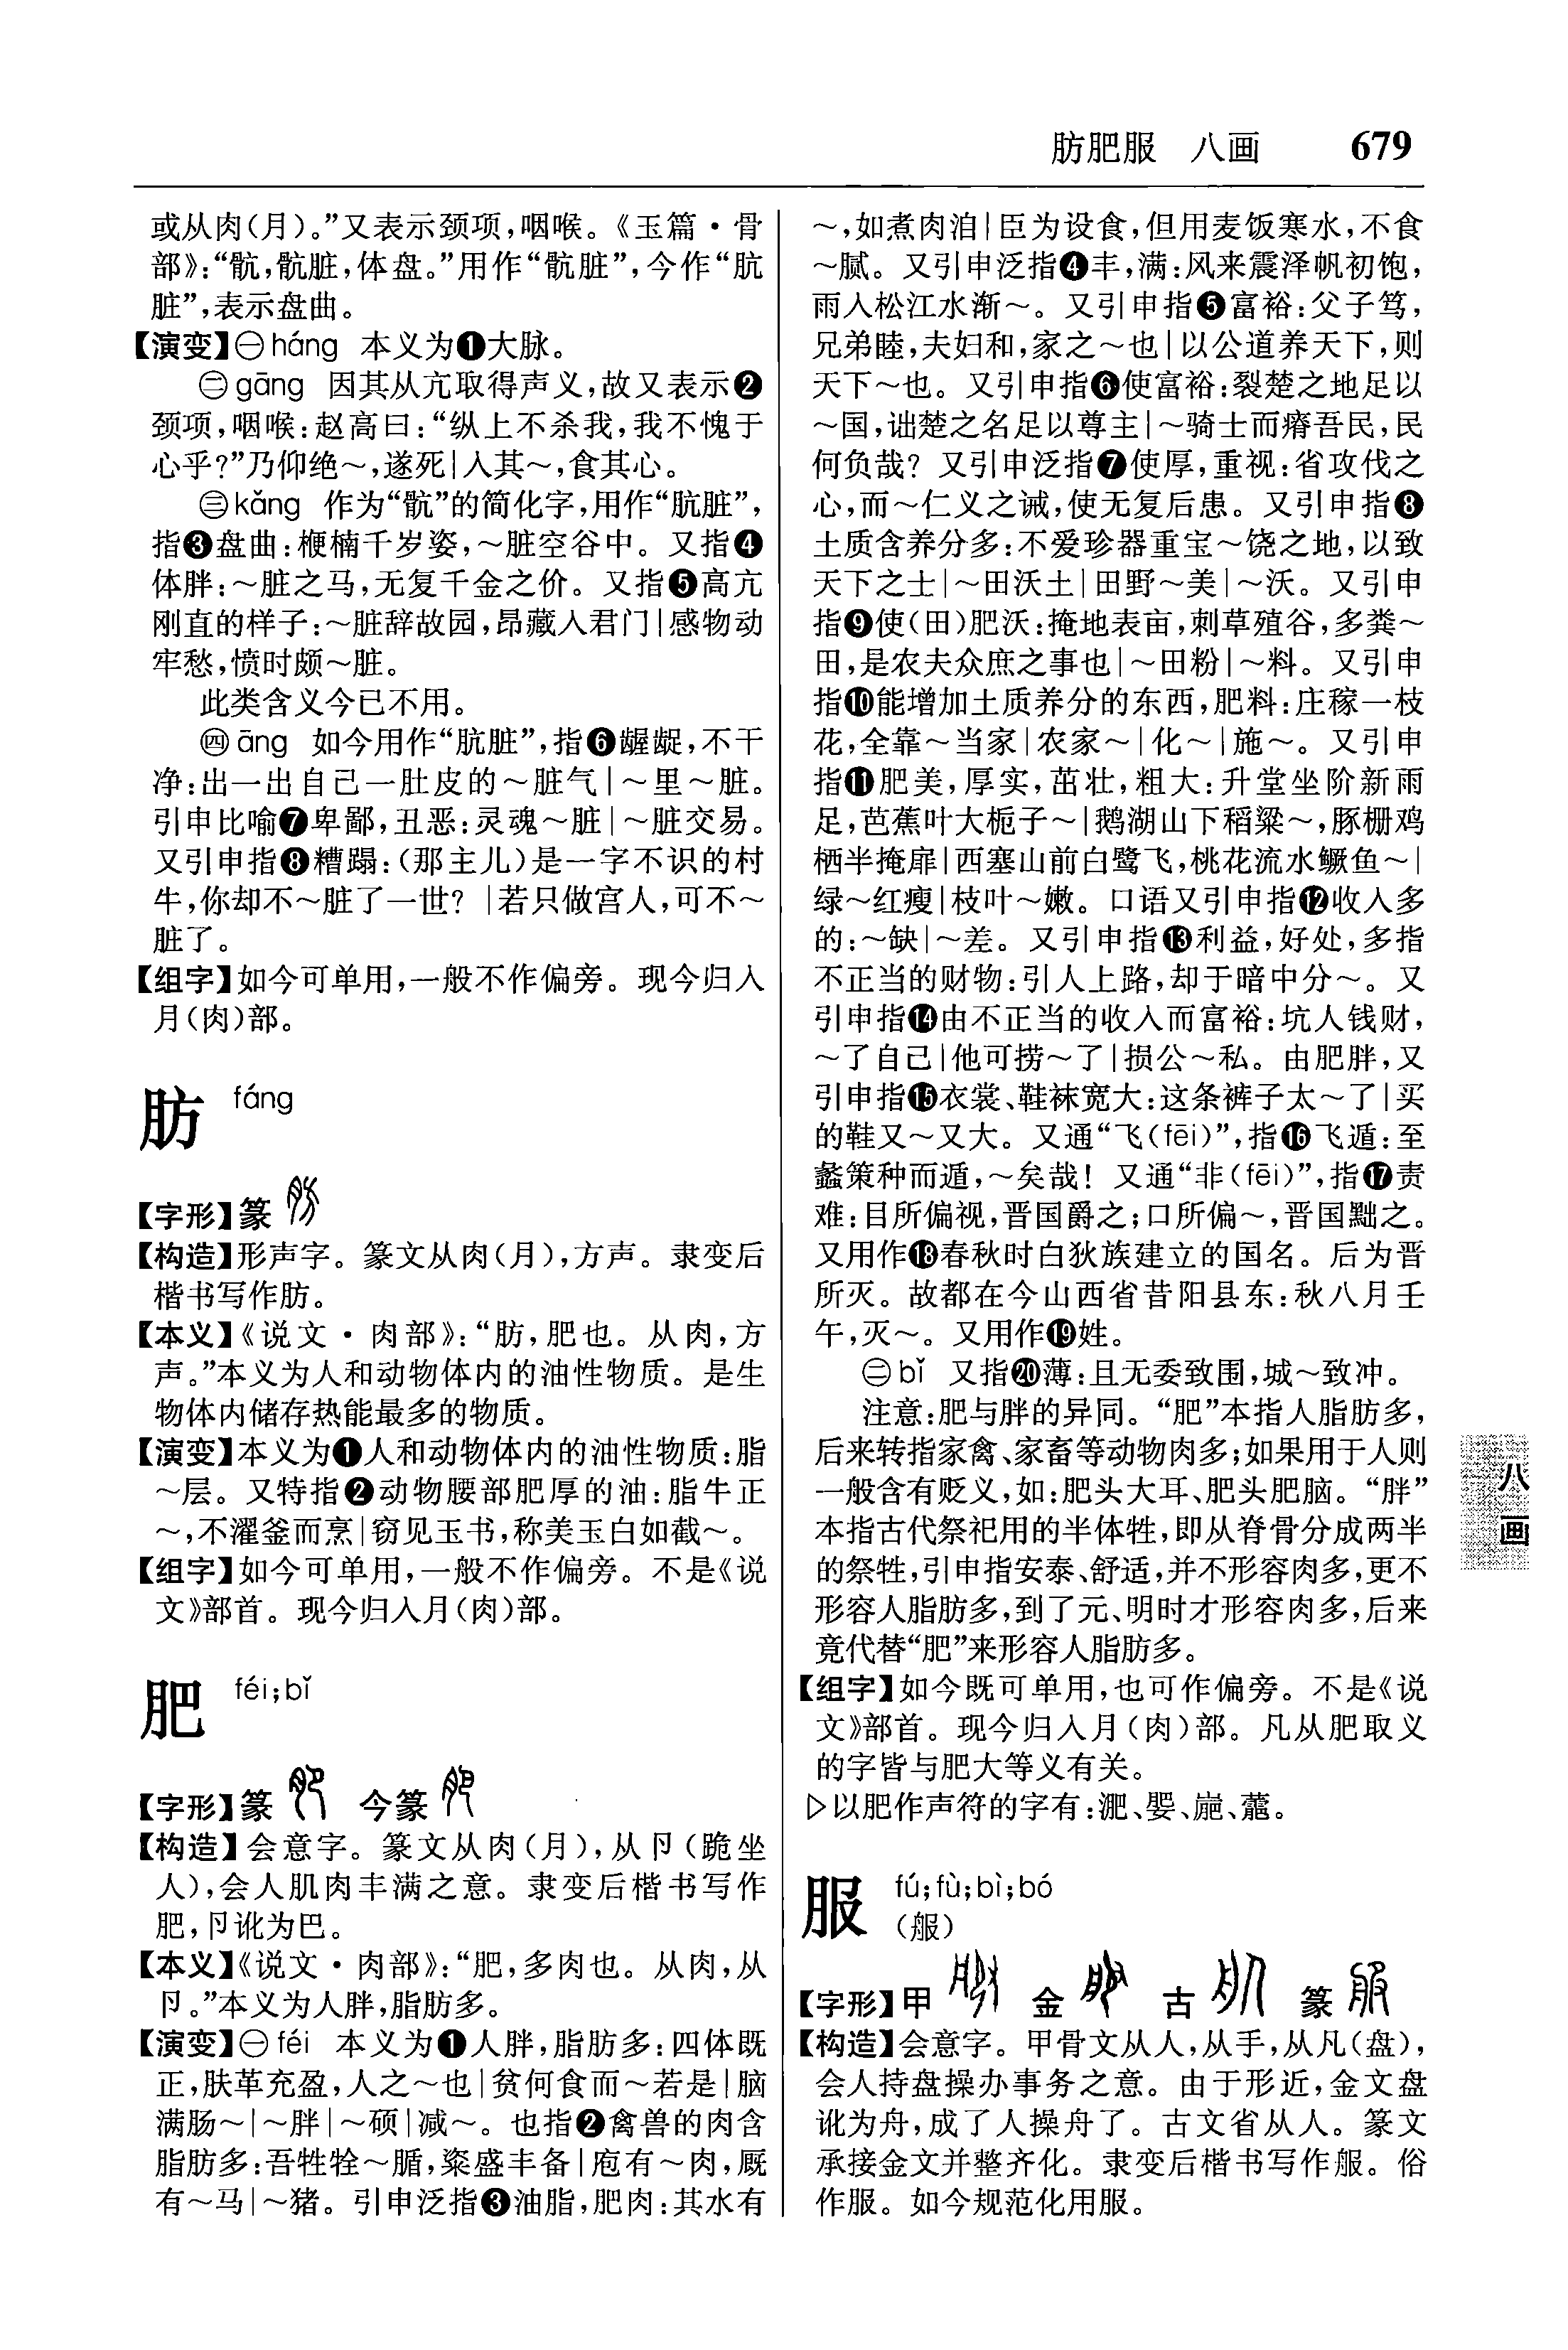 肪肥服 八画 679
或从肉(月)。”又表示颈项,咽喉。《玉篇·骨
部》:“骯,骯脏,体盘。”用作“骯脏”,今作“肮
脏”,表示盘曲。
【演变】㊀háng 本义为❶大脉。
㊁gāng 因其从亢取得声义,故又表示❷
颈项,咽喉:赵高曰:“纵上不杀我,我不愧于
心乎?”乃仰绝～,遂死|入其～,食其心。
㊂kǎng 作为“骯”的简化字,用作“肮脏”,
指❸盘曲:楩楠千岁姿,～脏空谷中。又指❹
体胖:～脏之马,无复千金之价。又指❺高亢
刚直的样子:～脏辞故园,昂藏入君门|感物动
牢愁,愤时颇～脏。
此类含义今已不用。
㊃āng 如今用作“肮脏”,指❻龌龊,不干
净:出一出自己一肚皮的～脏气|～里～脏。
引申比喻❼卑鄙,丑恶:灵魂～脏|～脏交易。
又引申指❽糟蹋:(那主儿)是一字不识的村
牛,你却不～脏了一世?|若只做宫人,可不～
脏了。
【组字】如今可单用,一般不作偏旁。现今归入
月(肉)部。
肪 fáng
【字形】篆
【构造】形声字。篆文从肉(月),方声。隶变后
楷书写作肪。
【本义】《说文·肉部》:“肪,肥也。从肉,方
声。”本义为人和动物体内的油性物质。是生
物体内储存热能最多的物质。
【演变】本义为❶人和动物体内的油性物质:脂
～层。又特指❷动物腰部肥厚的油:脂牛正
～,不濯釜而烹|窃见玉书,称美玉白如截～。
【组字】如今可单用,一般不作偏旁。不是《说
文》部首。现今归入月(肉)部。
肥 féi;bǐ
【字形】篆 今篆
【构造】会意字。篆文从肉(月),从卪(跪坐
人),会人肌肉丰满之意。隶变后楷书写作
肥,卪讹为巴。
【本义】《说文·肉部》:“肥,多肉也。从肉,从
卪。”本义为人胖,脂肪多。
【演变】㊀féi 本义为❶人胖,脂肪多:四体既
正,肤革充盈,人之～也|贫何食而～若是|脑
满肠～|～胖|～硕|减～。也指❷禽兽的肉含
脂肪多:吾牲牷～腯,粢盛丰备|庖有～肉,厩
有～马|～猪。引申泛指❸油脂,肥肉:其水有
～,如煮肉洎|臣为设食,但用麦饭寒水,不食
～腻。又引申泛指❹丰,满:风来震泽帆初饱,
雨入松江水渐～。又引申指❺富裕:父子笃,
兄弟睦,夫妇和,家之～也|以公道养天下,则
天下～也。又引申指❻使富裕:裂楚之地足以
～国,诎楚之名足以尊主|～骑士而瘠吾民,民
何负哉?又引申泛指❼使厚,重视:省攻伐之
心,而～仁义之诚,使无复后患。又引申指❽
土质含养分多:不爱珍器重宝～饶之地,以致
天下之士|～田沃土|田野～美|～沃。又引申
指❾使(田)肥沃:掩地表亩,刺草殖谷,多粪～
田,是农夫众庶之事也|～田粉|～料。又引申
指❿能增加土质养分的东西,肥料:庄稼一枝
花,全靠～当家|农家～|化～|施～。又引申
指⓫肥美,厚实,茁壮,粗大:升堂坐阶新雨
足,芭蕉叶大栀子～|鹅湖山下稻粱～,豚栅鸡
栖半掩扉|西塞山前白鹭飞,桃花流水鳜鱼～|
绿～红瘦|枝叶～嫩。口语又引申指⓬收入多
的:～缺|～差。又引申指⓭利益,好处,多指
不正当的财物:引人上路,却于暗中分～。又
引申指⓮由不正当的收入而富裕:坑人钱财,
～了自己|他可捞～了|损公～私。由肥胖,又
引申指⓯衣裳、鞋袜宽大:这条裤子太～了|买
的鞋又～又大。又通“飞(fēi)”,指⓰飞遁:至
蠡策种而遁,～矣哉!又通“非(fēi)”,指⓱责
难:目所偏视,晋国爵之;口所偏～,晋国黜之。
又用作⓲春秋时白狄族建立的国名。后为晋
所灭。故都在今山西省昔阳县东:秋八月壬
午,灭～。又用作⓳姓。
㊁bǐ 又指⓴薄:且无委致围,城～致冲。
注意:肥与胖的异同。“肥”本指人脂肪多,
后来转指家禽、家畜等动物肉多;如果用于人则
一般含有贬义,如:肥头大耳、肥头肥脑。“胖”
本指古代祭祀用的半体牲,即从脊骨分成两半
的祭牲,引申指安泰、舒适,并不形容肉多,更不
形容人脂肪多,到了元、明时才形容肉多,后来
竟代替“肥”来形容人脂肪多。
【组字】如今既可单用,也可作偏旁。不是《说
文》部首。现今归入月(肉)部。凡从肥取义
的字皆与肥大等义有关。
▷以肥作声符的字有:淝、婴、𡹃、蕜。
服 fú;fù;bì;bó
(𦨕)
【字形】甲 金 古 篆
【构造】会意字。甲骨文从人,从手,从凡(盘),
会人持盘操办事务之意。由于形近,金文盘
讹为舟,成了人操舟了。古文省从人。篆文
承接金文并整齐化。隶变后楷书写作𦨕。俗
作服。如今规范化用服。
八画